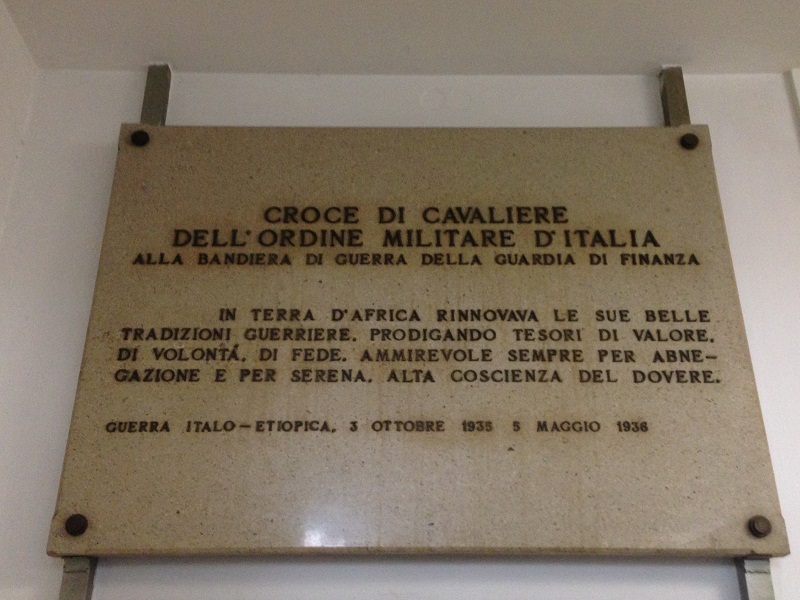 CROCE DI CAVALIERE
DELL'ORDINE MILITARE D'ITALIA
ALLA BANDIERA DI GUERRA DELLA GUARDIA DI FINANZA
IN TERRA D'AFRICA RINNOVAVA LE SUE BELLE
TRADIZIONI GUERRIERE, PRODIGANDO TESORI DI VALORE,
DI VOLONTÁ, DI FEDE, AMMIREVOLE SEMPRE PER ABNE-
GAZIONE E PER SERENA, ALTA COSCIENZA DEL DOVERE.
GUERRA ITALO-ETIOPICA, 3 OTTOBRE 1935 5 MAGGIO 1936